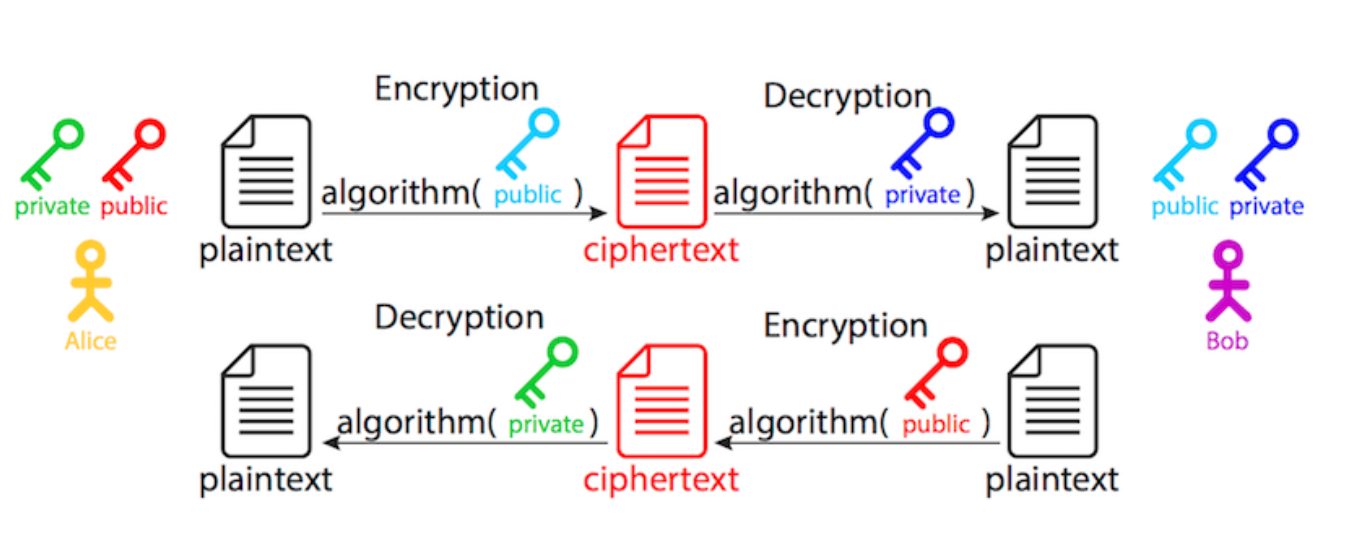 Encryption
Decryption
private public
algorithm( public )
algorithm( private )
public private
plaintext
ciphertext
plaintext
Alice
Bob
Decryption
Encryption
algorithm( private )
algorithm( public )
plaintext
ciphertext
plaintext